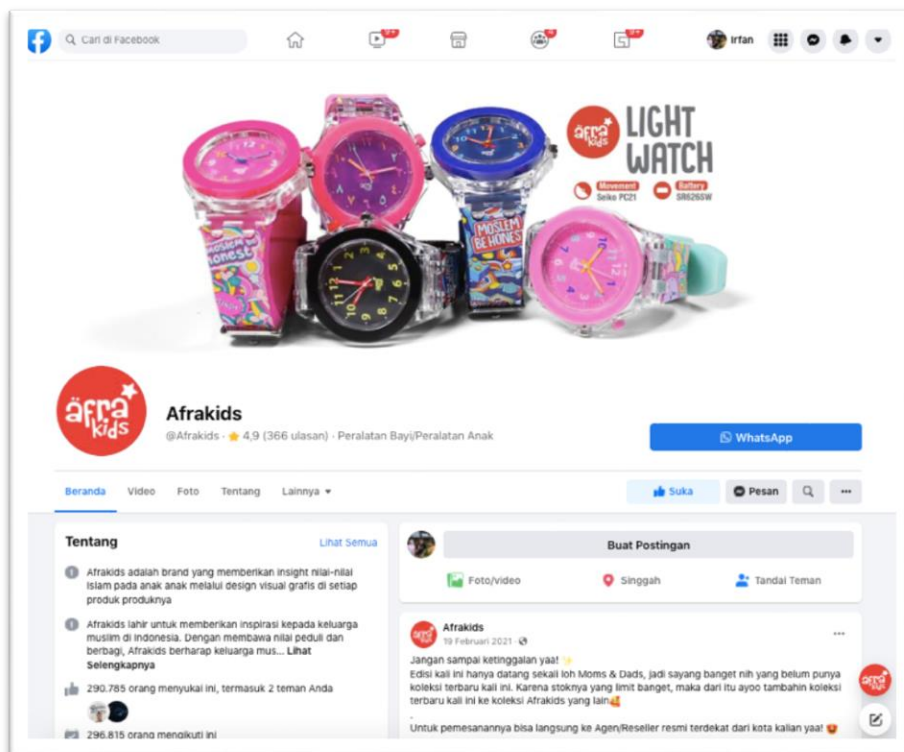 Cari di Facebook
9+
4
9+
Irfan
afra kids
LIGHT
WATCH
Movement
Seiko PC21
Battery
SR626SW
MOSLEM BE HONEST
äfra
kids
Afrakids
@Afrakids · 4,9 (366 ulasan) · Peralatan Bayi/Peralatan Anak
WhatsApp
Beranda Video Foto Tentang Lainnya
Suka
Pesan
Tentang
Lihat Semua
Afrakids adalah brand yang memberikan insight nilai-nilai
Islam pada anak anak melalui design visual grafis di setiap
produk produknya
Afrakids lahir untuk memberikan inspirasi kepada keluarga
muslim di Indonesia. Dengan membawa nilai peduli dan
berbagi, Afrakids berharap keluarga mus... Lihat
Selengkapnya
290.785 orang menyukai ini, termasuk 2 teman Anda
296.815 orang mengikuti ini
Buat Postingan
Foto/video
Singgah
Tandai Teman
Afrakids
19 Februari 2021 ·
Jangan sampai ketinggalan yaa! ✨
Edisi kali ini hanya datang sekali loh Moms & Dads, jadi sayang banget nih yang belum punya
koleksi terbaru kali ini. Karena stoknya yang limit banget, maka dari itu ayoo tambahin koleksi
terbaru kali ini ke koleksi Afrakids yang lain🥰
.
Untuk pemesanannya bisa langsung ke Agen/Reseller resmi terdekat dari kota kalian yaa!